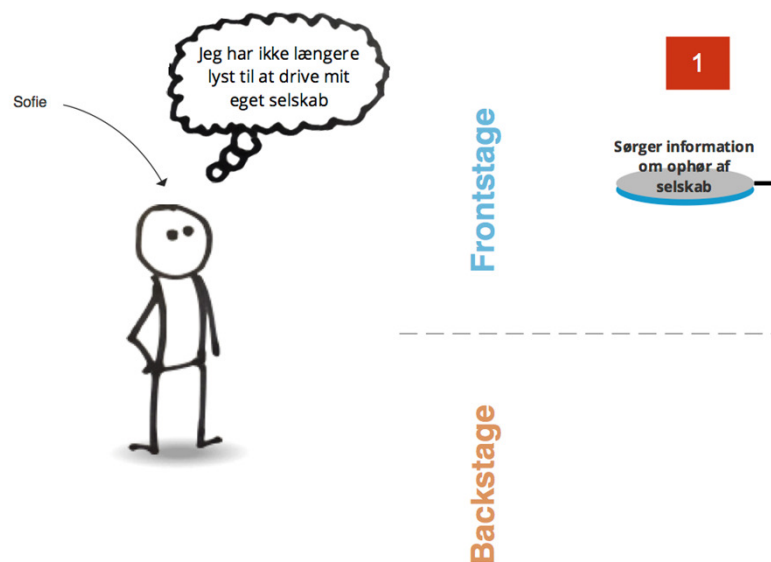 Jeg har ikke længere
lyst til at drive mit
eget selskab
Sofie
1
Sørger information
om ophør af
selskab
Frontstage
Backstage